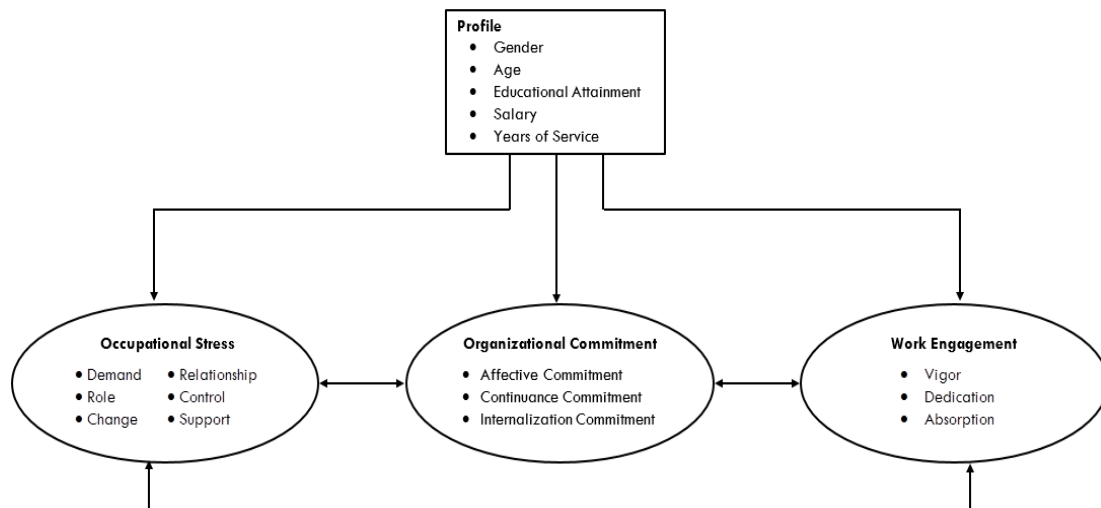 Profile
• Gender
• Age
• Educational Attainment
• Salary
• Years of Service
Occupational Stress
• Demand • Relationship
• Role • Control
• Change • Support
Organizational Commitment
• Affective Commitment
• Continuance Commitment
• Internalization Commitment
Work Engagement
• Vigor
• Dedication
• Absorption